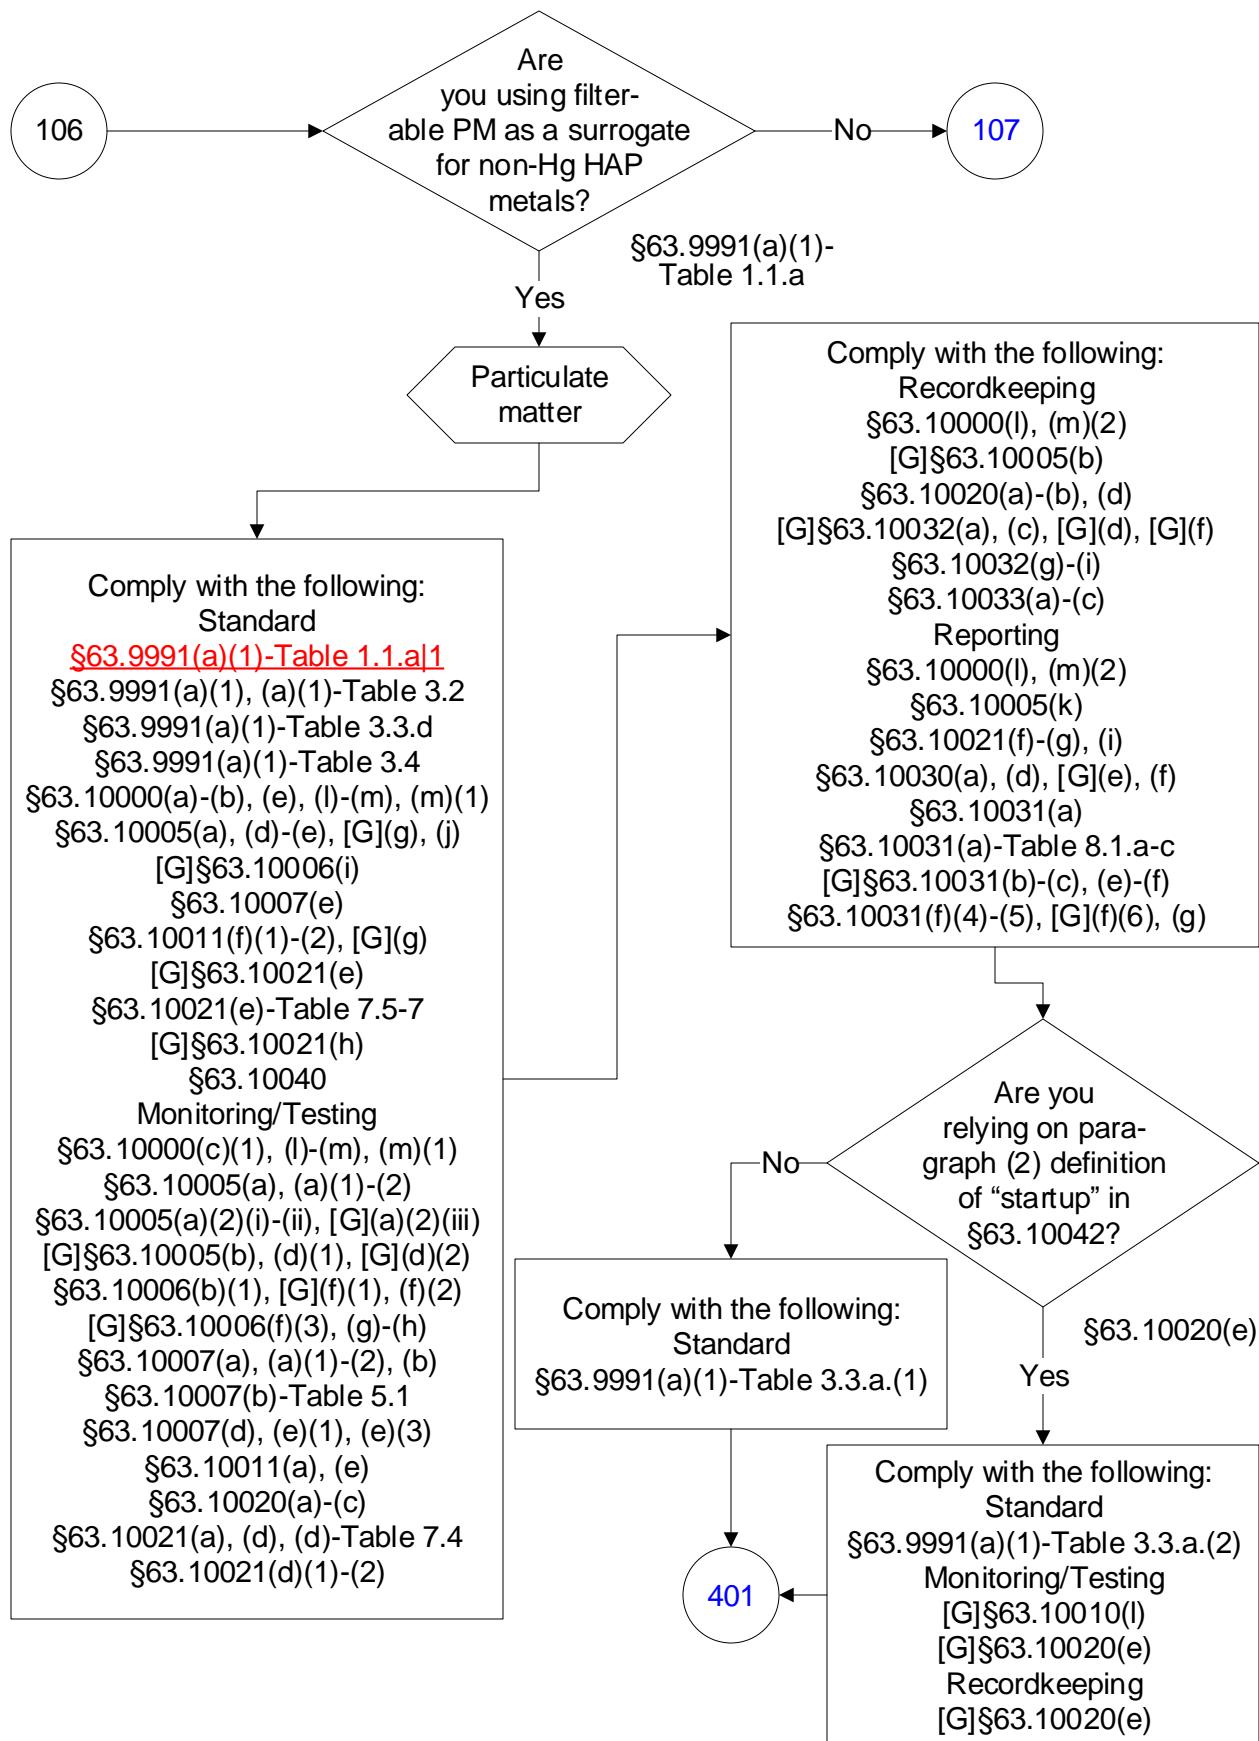 106
Are
you using filter-
able PM as a surrogate
for non-Hg HAP
metals?
No
107
§63.9991(a)(1)-
Table 1.1.a
Yes
Particulate
matter
Comply with the following:
Standard
§63.9991(a)(1)-Table 1.1.a|1
§63.9991(a)(1), (a)(1)-Table 3.2
§63.9991(a)(1)-Table 3.3.d
§63.9991(a)(1)-Table 3.4
§63.10000(a)-(b), (e), (l)-(m), (m)(1)
§63.10005(a), (d)-(e), [G](g), (j)
[G]§63.10006(i)
§63.10007(e)
§63.10011(f)(1)-(2), [G](g)
[G]§63.10021(e)
§63.10021(e)-Table 7.5-7
[G]§63.10021(h)
§63.10040
Monitoring/Testing
§63.10000(c)(1), (l)-(m), (m)(1)
§63.10005(a), (a)(1)-(2)
§63.10005(a)(2)(i)-(ii), [G](a)(2)(iii)
[G]§63.10005(b), (d)(1), [G](d)(2)
§63.10006(b)(1), [G](f)(1), (f)(2)
[G]§63.10006(f)(3), (g)-(h)
§63.10007(a), (a)(1)-(2), (b)
§63.10007(b)-Table 5.1
§63.10007(d), (e)(1), (e)(3)
§63.10011(a), (e)
§63.10020(a)-(c)
§63.10021(a), (d), (d)-Table 7.4
§63.10021(d)(1)-(2)
Comply with the following:
Recordkeeping
§63.10000(l), (m)(2)
[G]§63.10005(b)
§63.10020(a)-(b), (d)
[G]§63.10032(a), (c), [G](d), [G](f)
§63.10032(g)-(i)
§63.10033(a)-(c)
Reporting
§63.10000(l), (m)(2)
§63.10005(k)
§63.10021(f)-(g), (i)
§63.10030(a), (d), [G](e), (f)
§63.10031(a)
§63.10031(a)-Table 8.1.a-c
[G]§63.10031(b)-(c), (e)-(f)
§63.10031(f)(4)-(5), [G](f)(6), (g)
Are you
relying on para-
graph (2) definition
of “startup” in
§63.10042?
No
Comply with the following:
Standard
§63.9991(a)(1)-Table 3.3.a.(1)
§63.10020(e)
Yes
Comply with the following:
Standard
§63.9991(a)(1)-Table 3.3.a.(2)
Monitoring/Testing
[G]§63.10010(l)
[G]§63.10020(e)
Recordkeeping
[G]§63.10020(e)
401